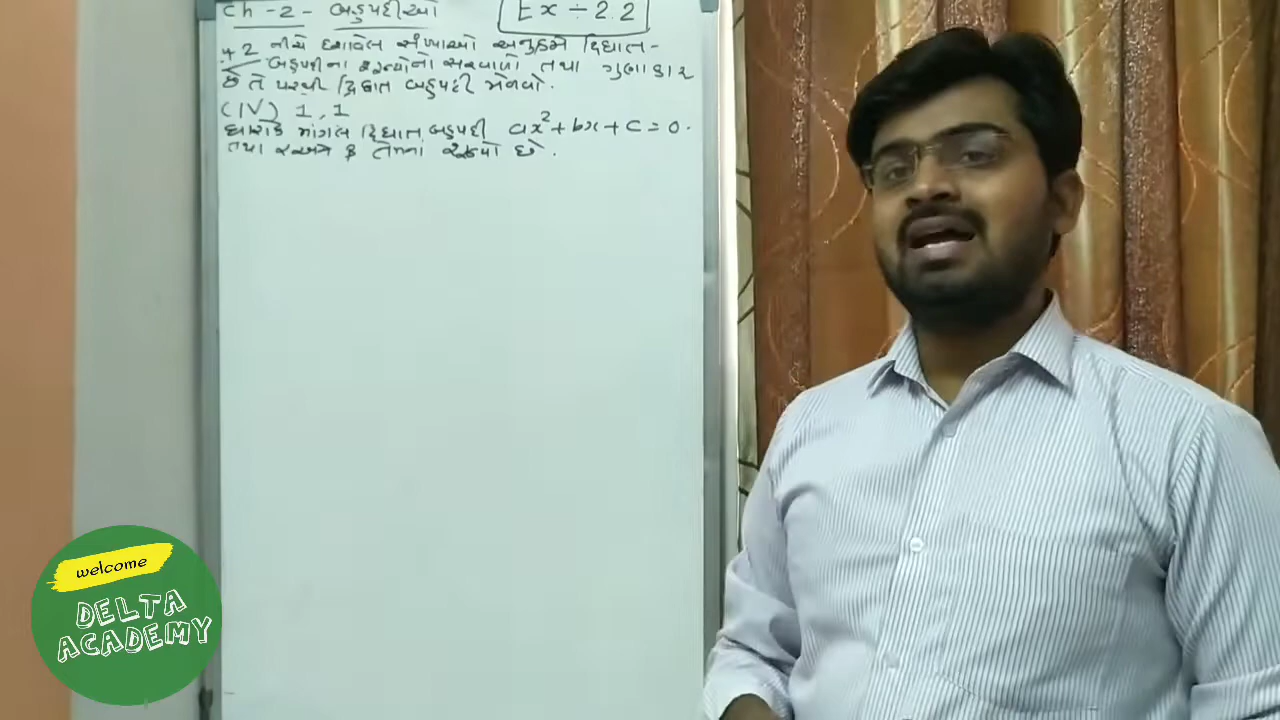 Ch-2- બહુપદીઓ
Ex ÷ 2.2
2 નીચે દર્શાવેલ સંખ્યાઓ અનુક્રમે દ્વિઘાત-
બહુપદીના શૂન્યોનો સરવાળો તથા ગુણાકાર
છે તે પરથી દ્વિઘાત બહુપદી મેળવો.
(IV) 1, 1
ધારોકે માંગેલ દ્વિઘાત બહુપદી ax²+bx+c=0.
તથા તેના શૂન્યો છે.
welcome
DELTA
ACADEMY